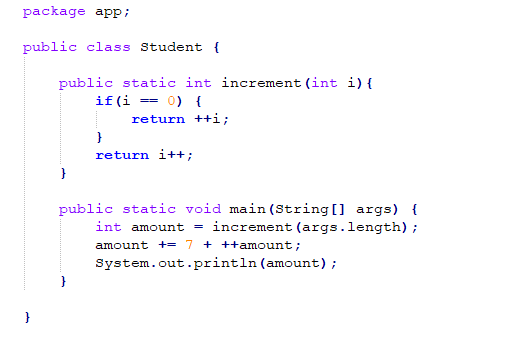 package app;
public class Student {
public static int increment(int i){
if(i == 0) {
return ++i;
}
return i++;
}
public static void main(String[] args) {
int amount = increment(args.length);
amount += 7 + ++amount;
System.out.println(amount);
}
}